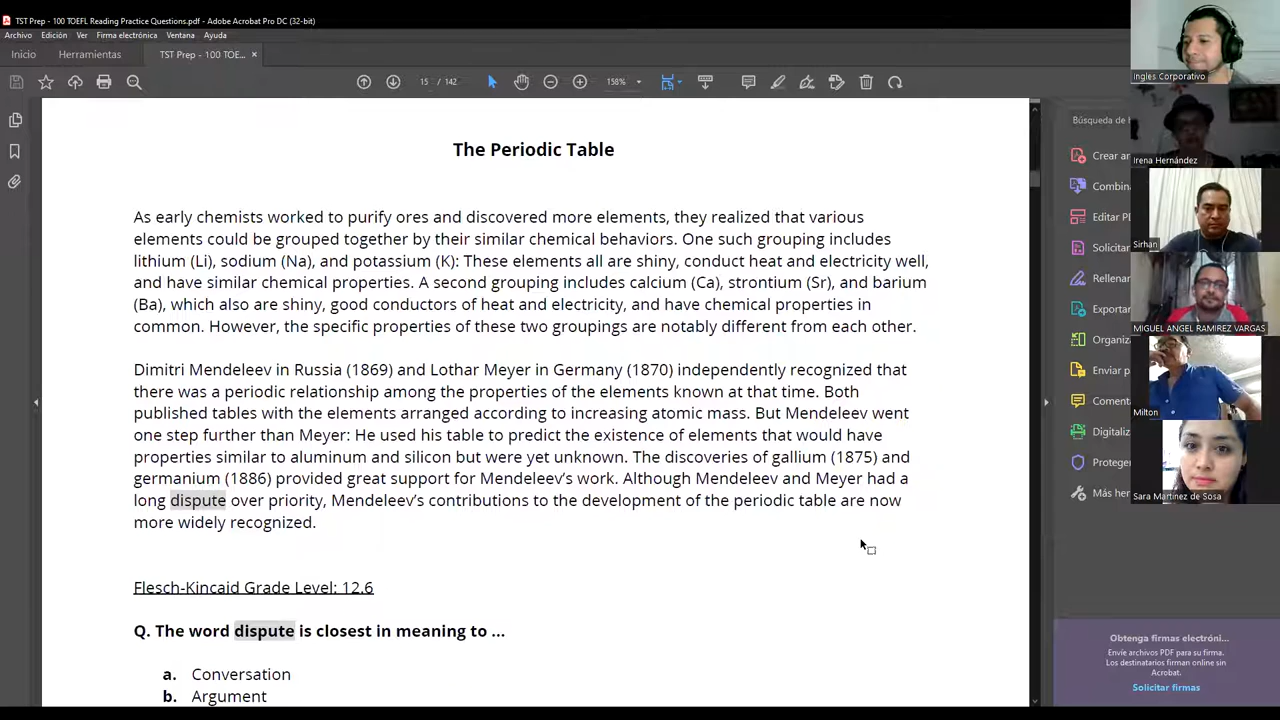 TST Prep - 100 TOEFL Reading Practice Questions.pdf - Adobe Acrobat Pro DC (32-bit)
Archivo Edición Ver Firma electrónica Ventana Ayuda
Inicio Herramientas TST Prep - 100 TOE... ×
15 / 142 158%
The Periodic Table
As early chemists worked to purify ores and discovered more elements, they realized that various
elements could be grouped together by their similar chemical behaviors. One such grouping includes
lithium (Li), sodium (Na), and potassium (K): These elements all are shiny, conduct heat and electricity well,
and have similar chemical properties. A second grouping includes calcium (Ca), strontium (Sr), and barium
(Ba), which also are shiny, good conductors of heat and electricity, and have chemical properties in
common. However, the specific properties of these two groupings are notably different from each other.
Dimitri Mendeleev in Russia (1869) and Lothar Meyer in Germany (1870) independently recognized that
there was a periodic relationship among the properties of the elements known at that time. Both
published tables with the elements arranged according to increasing atomic mass. But Mendeleev went
one step further than Meyer: He used his table to predict the existence of elements that would have
properties similar to aluminum and silicon but were yet unknown. The discoveries of gallium (1875) and
germanium (1886) provided great support for Mendeleev's work. Although Mendeleev and Meyer had a
long dispute over priority, Mendeleev's contributions to the development of the periodic table are now
more widely recognized.
Flesch-Kincaid Grade Level: 12.6
Q. The word dispute is closest in meaning to ...
a. Conversation
b. Argument
Búsqueda de
Crear ar
Combina
Editar PD
Solicitar
Rellenar
Exportar
Organiza
Enviar p
Comenta
Digitaliz
Proteger
Más her
Obtenga firmas electróni...
Envíe archivos PDF para su firma.
Los destinatarios firman online sin
Acrobat.
Solicitar firmas
Ingles Corporativo
Irena Hernández
Sirhan
MIGUEL ANGEL RAMIREZ VARGAS
Milton
Sara Martinez de Sosa